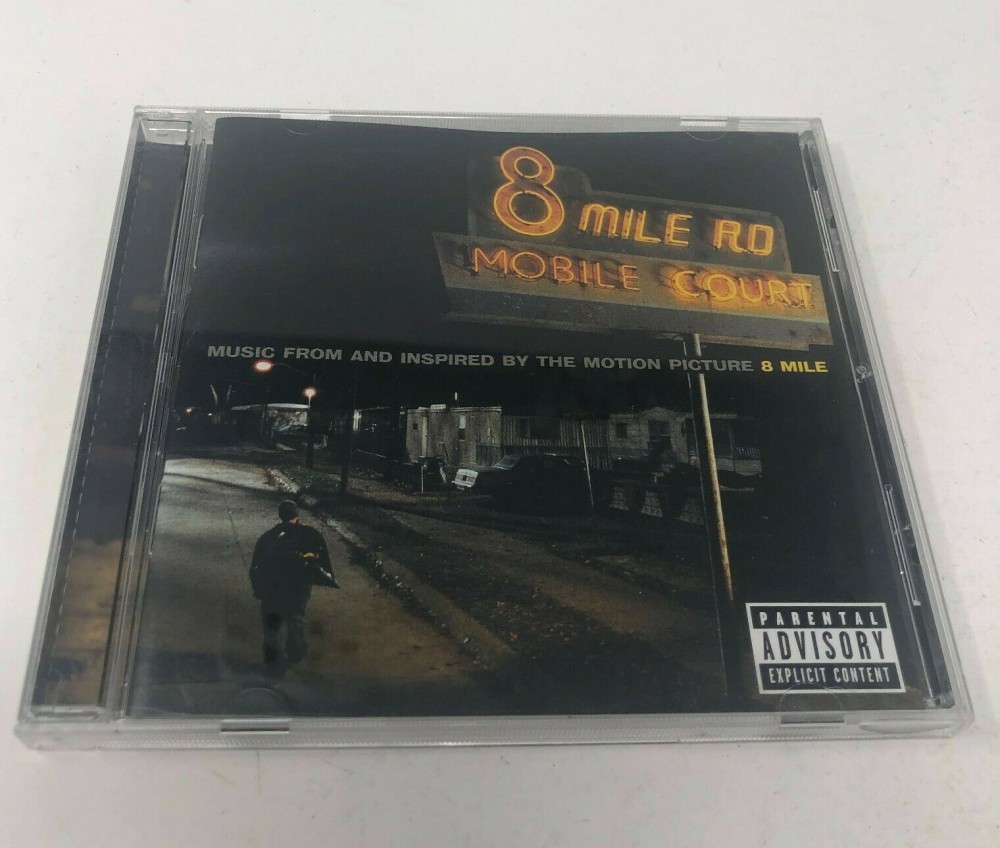 8 MILE RD
MOBILE COURT
MUSIC FROM AND INSPIRED BY THE MOTION PICTURE 8 MILE
PARENTAL
ADVISORY
EXPLICIT CONTENT